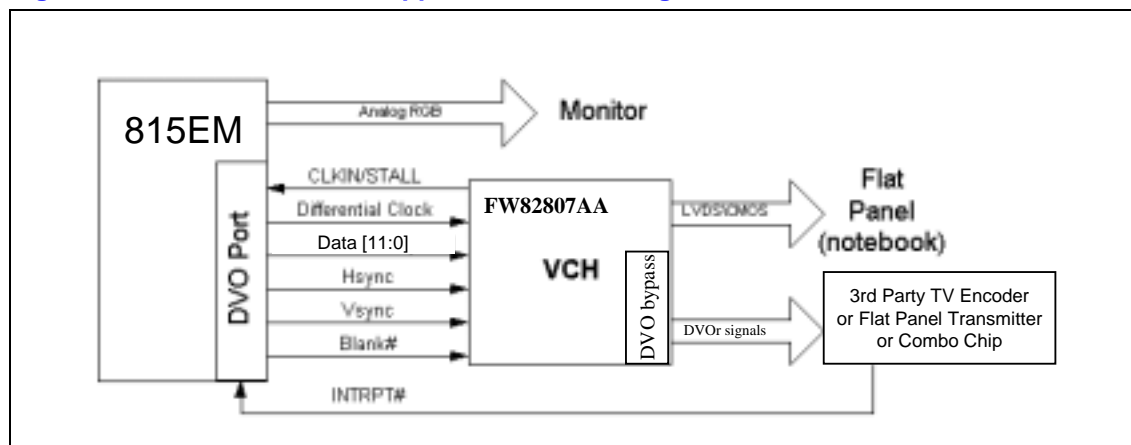 815EM
DVO Port
Analog RGB
Monitor
CLKIN/STALL
Differential Clock
Data [11:0]
Hsync
Vsync
Blank#
INTRPT#
FW82807AA
VCH
DVO bypass
LVDS\CMOS
Flat
Panel
(notebook)
DVOr signals
3rd Party TV Encoder
or Flat Panel Transmitter
or Combo Chip